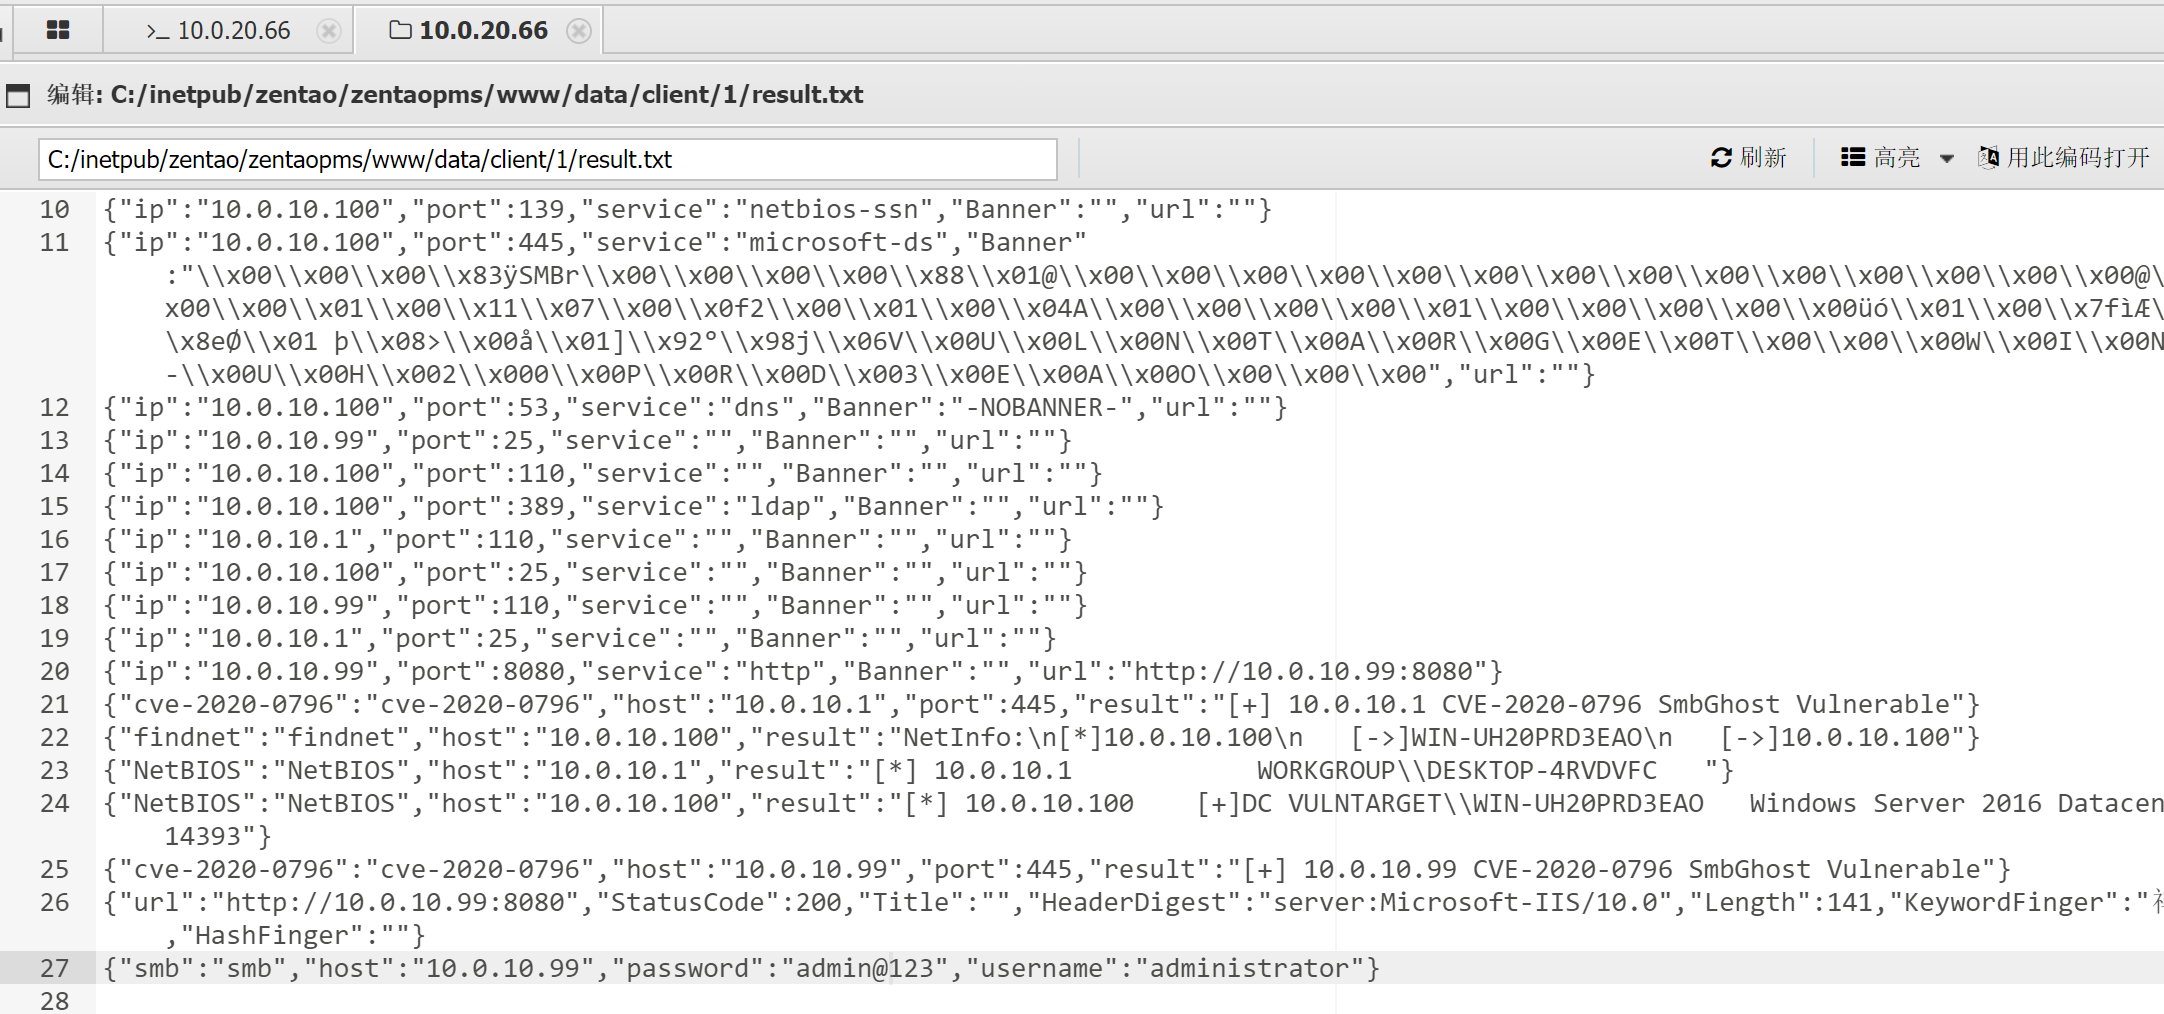 >_ 10.0.20.66
10.0.20.66
编辑: C:/inetpub/zentao/zentaopms/www/data/client/1/result.txt
C:/inetpub/zentao/zentaopms/www/data/client/1/result.txt
刷新
高亮
用此编码打开
10 {"ip":"10.0.10.100","port":139,"service":"netbios-ssn","Banner":"","url":""}
11 {"ip":"10.0.10.100","port":445,"service":"microsoft-ds","Banner"
:"\\x00\\x00\\x00\\x83ÿSMBr\\x00\\x00\\x00\\x00\\x88\\x01@\\x00\\x00\\x00\\x00\\x00\\x00\\x00\\x00\\x00\\x00\\x00\\x00\\x00\\x00@\
x00\\x00\\x01\\x00\\x11\\x07\\x00\\x0f2\\x00\\x01\\x00\\x04A\\x00\\x00\\x00\\x00\\x01\\x00\\x00\\x00\\x00\\x00üó\\x01\\x00\\x7fìÆ\
\x8eØ\\x01 þ\\x08>\\x00å\\x01]\\x92º\\x98j\\x06V\\x00U\\x00L\\x00N\\x00T\\x00A\\x00R\\x00G\\x00E\\x00T\\x00\\x00\\x00W\\x00I\\x00N
-\\x00U\\x00H\\x002\\x000\\x00P\\x00R\\x00D\\x003\\x00E\\x00A\\x00O\\x00\\x00\\x00","url":""}
12 {"ip":"10.0.10.100","port":53,"service":"dns","Banner":"-NOBANNER-","url":""}
13 {"ip":"10.0.10.99","port":25,"service":"","Banner":"","url":""}
14 {"ip":"10.0.10.100","port":110,"service":"","Banner":"","url":""}
15 {"ip":"10.0.10.100","port":389,"service":"ldap","Banner":"","url":""}
16 {"ip":"10.0.10.1","port":110,"service":"","Banner":"","url":""}
17 {"ip":"10.0.10.100","port":25,"service":"","Banner":"","url":""}
18 {"ip":"10.0.10.99","port":110,"service":"","Banner":"","url":""}
19 {"ip":"10.0.10.1","port":25,"service":"","Banner":"","url":""}
20 {"ip":"10.0.10.99","port":8080,"service":"http","Banner":"","url":"http://10.0.10.99:8080"}
21 {"cve-2020-0796":"cve-2020-0796","host":"10.0.10.1","port":445,"result":"[+] 10.0.10.1 CVE-2020-0796 SmbGhost Vulnerable"}
22 {"findnet":"findnet","host":"10.0.10.100","result":"NetInfo:\n[*]10.0.10.100\n   [->]WIN-UH20PRD3EAO\n   [->]10.0.10.100"}
23 {"NetBIOS":"NetBIOS","host":"10.0.10.1","result":"[*] 10.0.10.1            WORKGROUP\\DESKTOP-4RVDVFC   "}
24 {"NetBIOS":"NetBIOS","host":"10.0.10.100","result":"[*] 10.0.10.100    [+]DC VULNTARGET\\WIN-UH20PRD3EAO   Windows Server 2016 Datacen
14393"}
25 {"cve-2020-0796":"cve-2020-0796","host":"10.0.10.99","port":445,"result":"[+] 10.0.10.99 CVE-2020-0796 SmbGhost Vulnerable"}
26 {"url":"http://10.0.10.99:8080","StatusCode":200,"Title":"","HeaderDigest":"server:Microsoft-IIS/10.0","Length":141,"KeywordFinger":"
,"HashFinger":""}
27 {"smb":"smb","host":"10.0.10.99","password":"admin@123","username":"administrator"}
28